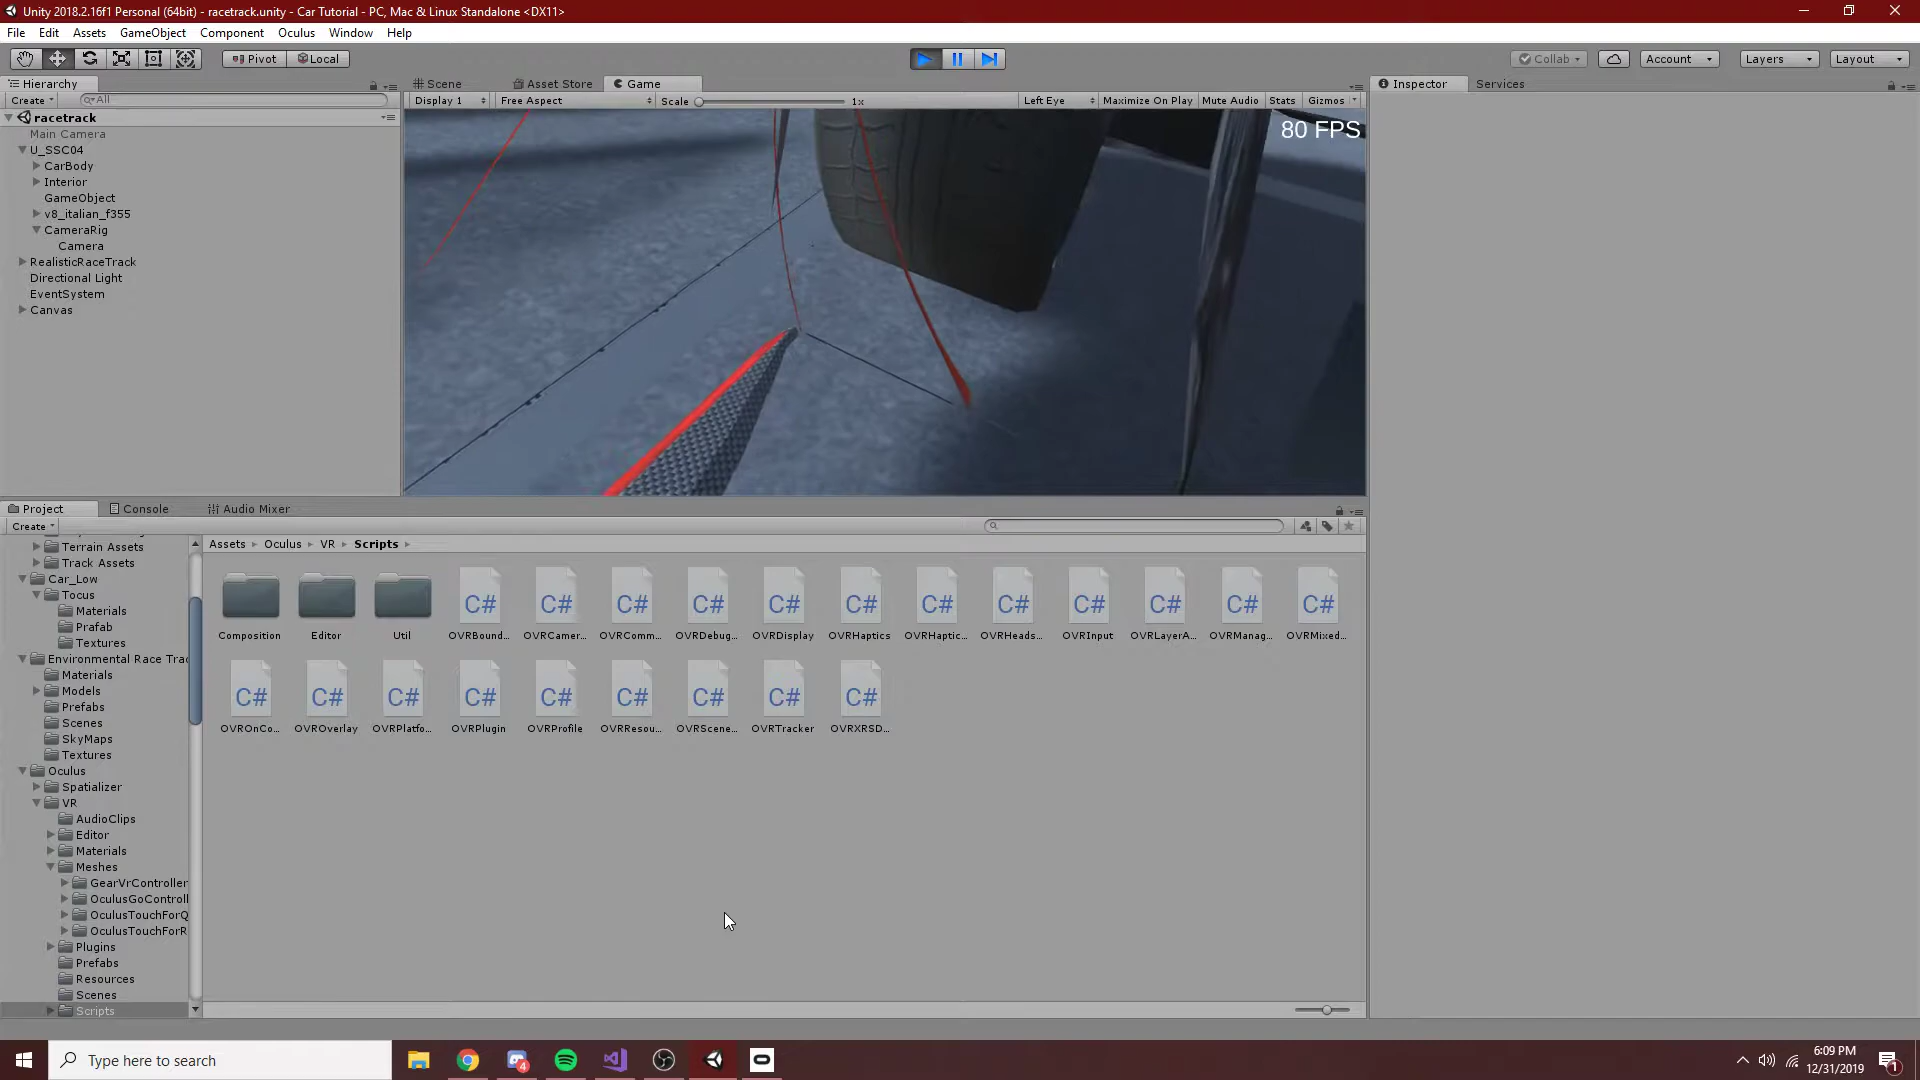 Unity 2018.2.16f1 Personal (64bit) - racetrack.unity - Car Tutorial - PC, Mac & Linux Standalone <DX11>
File Edit Assets GameObject Component Oculus Window Help
Pivot Local Collab Account Layers Layout
Hierarchy Scene Asset Store Game Inspector Services
Create All Display 1 Free Aspect Scale 1x Left Eye Maximize On Play Mute Audio Stats Gizmos
racetrack
80 FPS
Main Camera
U_SSC04
CarBody
Interior
GameObject
v8_italian_f355
CameraRig
Camera
RealisticRaceTrack
Directional Light
EventSystem
Canvas
Project Console Audio Mixer
Create
Assets Oculus VR Scripts
Terrain Assets
Track Assets
Car_Low
Tocus
Materials
Prafab
Textures
Environmental Race Trac
Materials
Models
Prefabs
Scenes
SkyMaps
Textures
Oculus
Spatializer
VR
AudioClips
Editor
Materials
Meshes
GearVrController
OculusGoControll
OculusTouchForQ
OculusTouchForR
Plugins
Prefabs
Resources
Scenes
Scripts
C# C# C# C# C# C# C# C# C# C# C# C#
Composition Editor Util OVRBound... OVRCamer... OVRComm... OVRDebug... OVRDisplay OVRHaptics OVRHaptic... OVRHeads... OVRInput OVRLayerA... OVRManag... OVRMixed...
C# C# C# C# C# C# C# C# C#
OVROnCo... OVROverlay OVRPlatfo... OVRPlugin OVRProfile OVRResou... OVRScene... OVRTracker OVRXRSD...
Type here to search
4
6:09 PM
12/31/2019
1